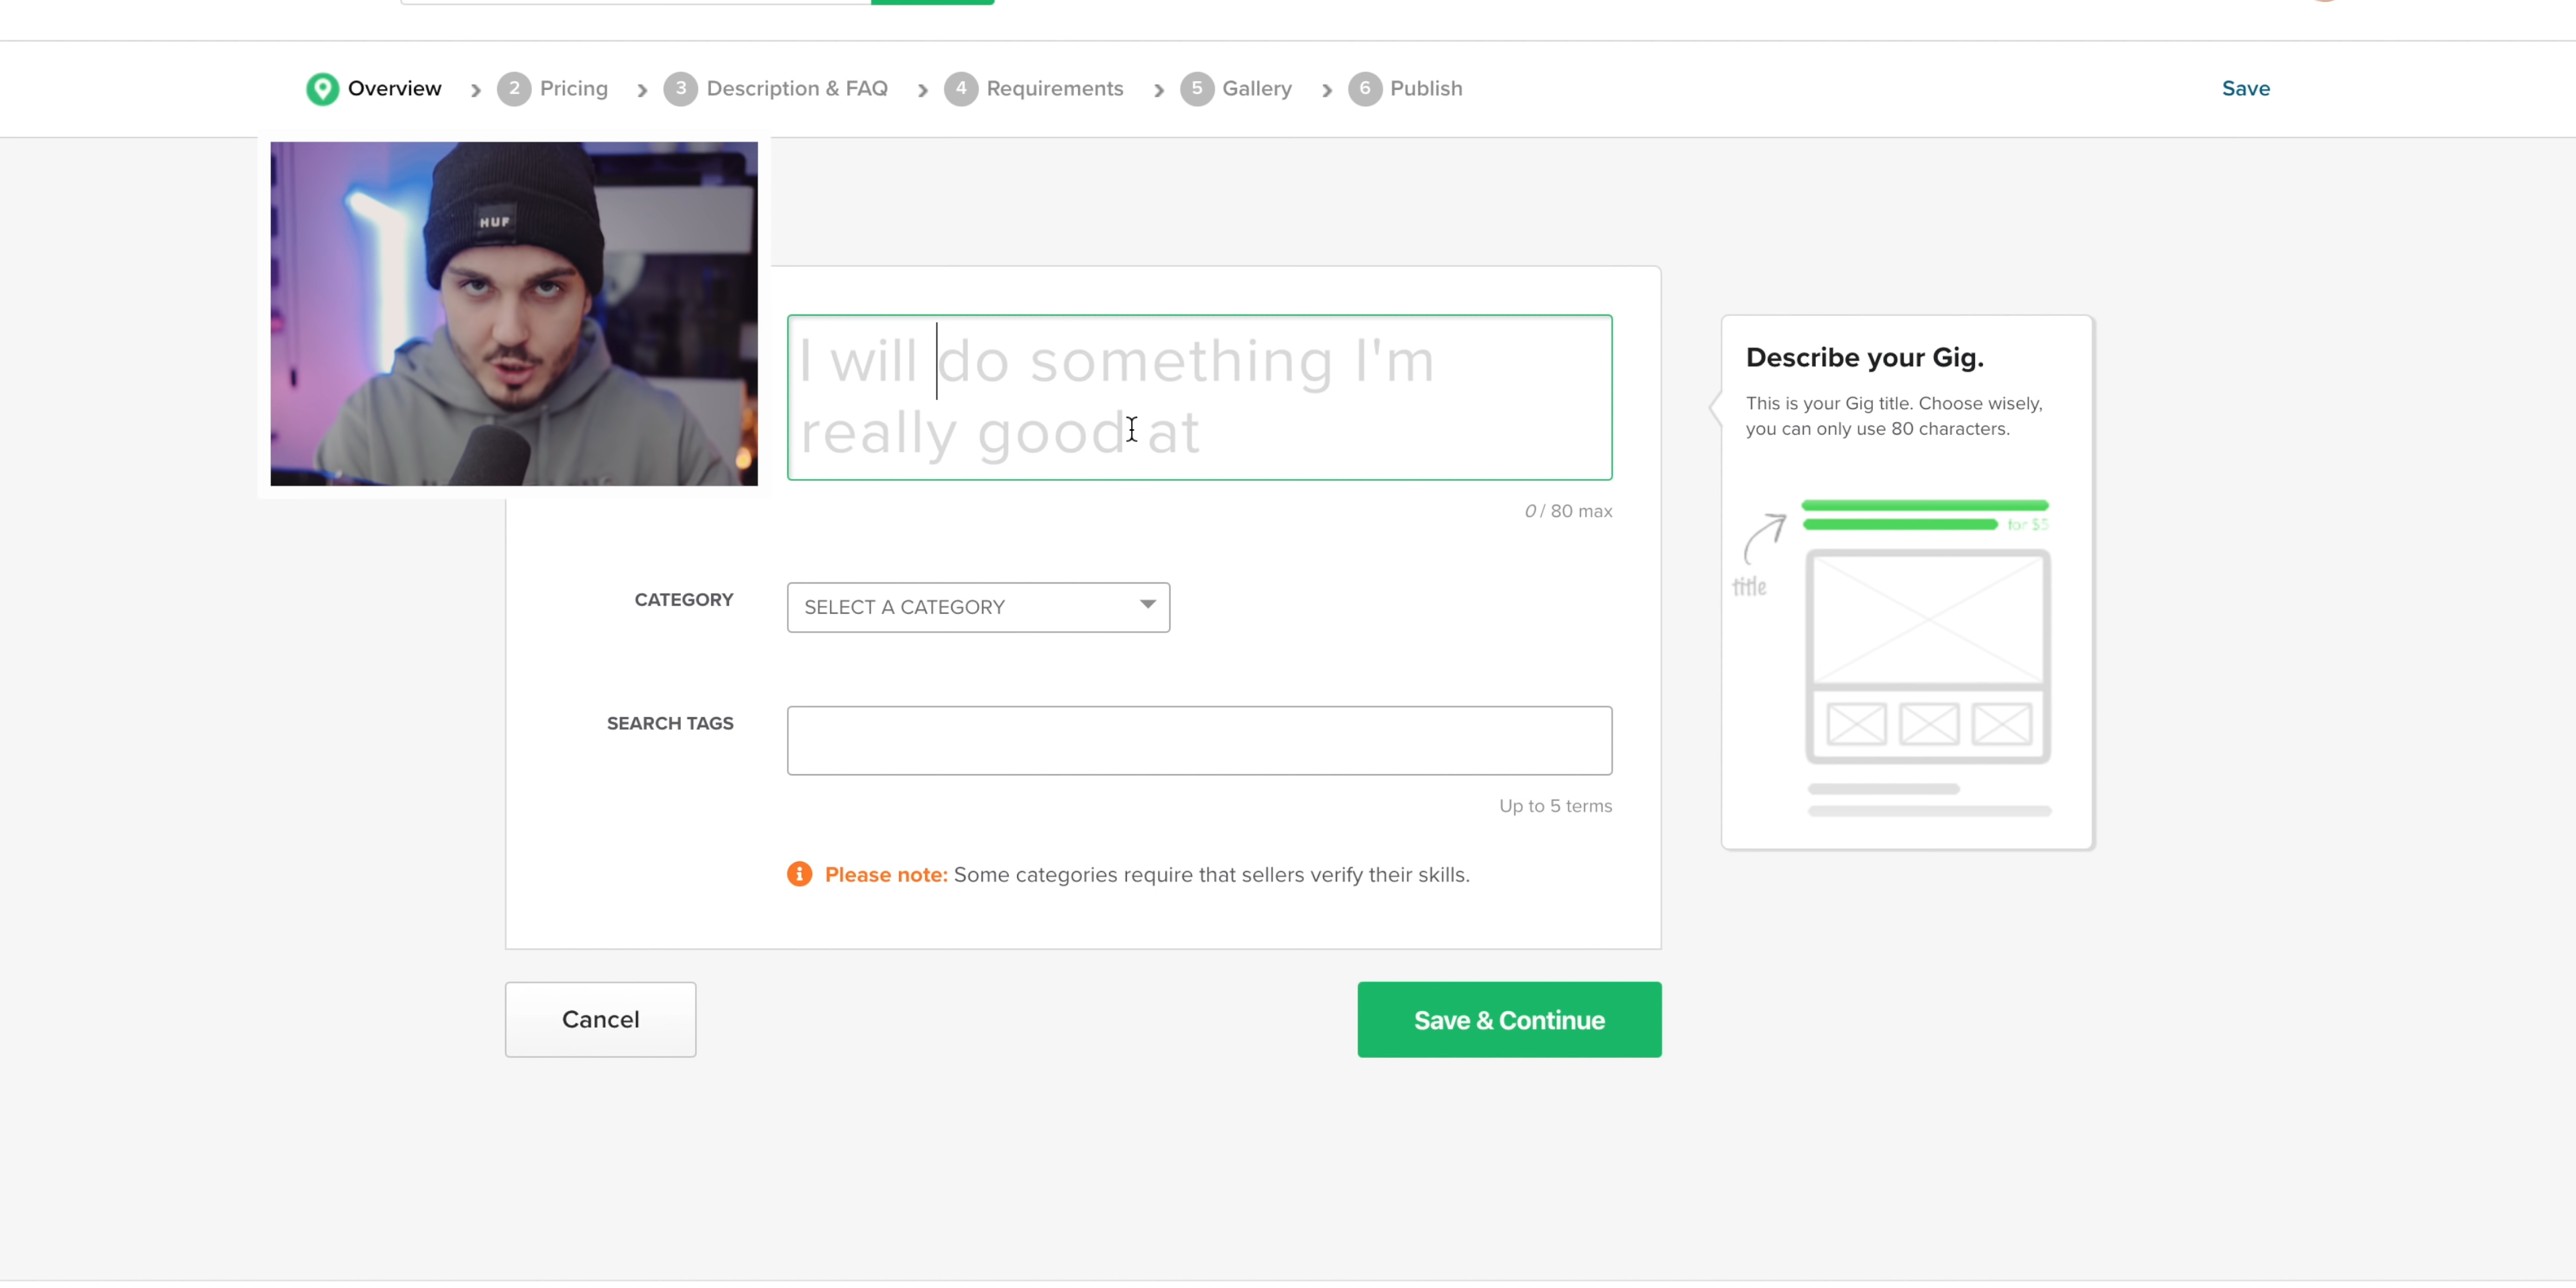 Overview > 2 Pricing > 3 Description & FAQ > 4 Requirements > 5 Gallery > 6 Publish Save
HUF
I will do something I'm
really good at
0 / 80 max
CATEGORY SELECT A CATEGORY
SEARCH TAGS
Up to 5 terms
Please note: Some categories require that sellers verify their skills.
Cancel Save & Continue
Describe your Gig.
This is your Gig title. Choose wisely,
you can only use 80 characters.
for $5
title